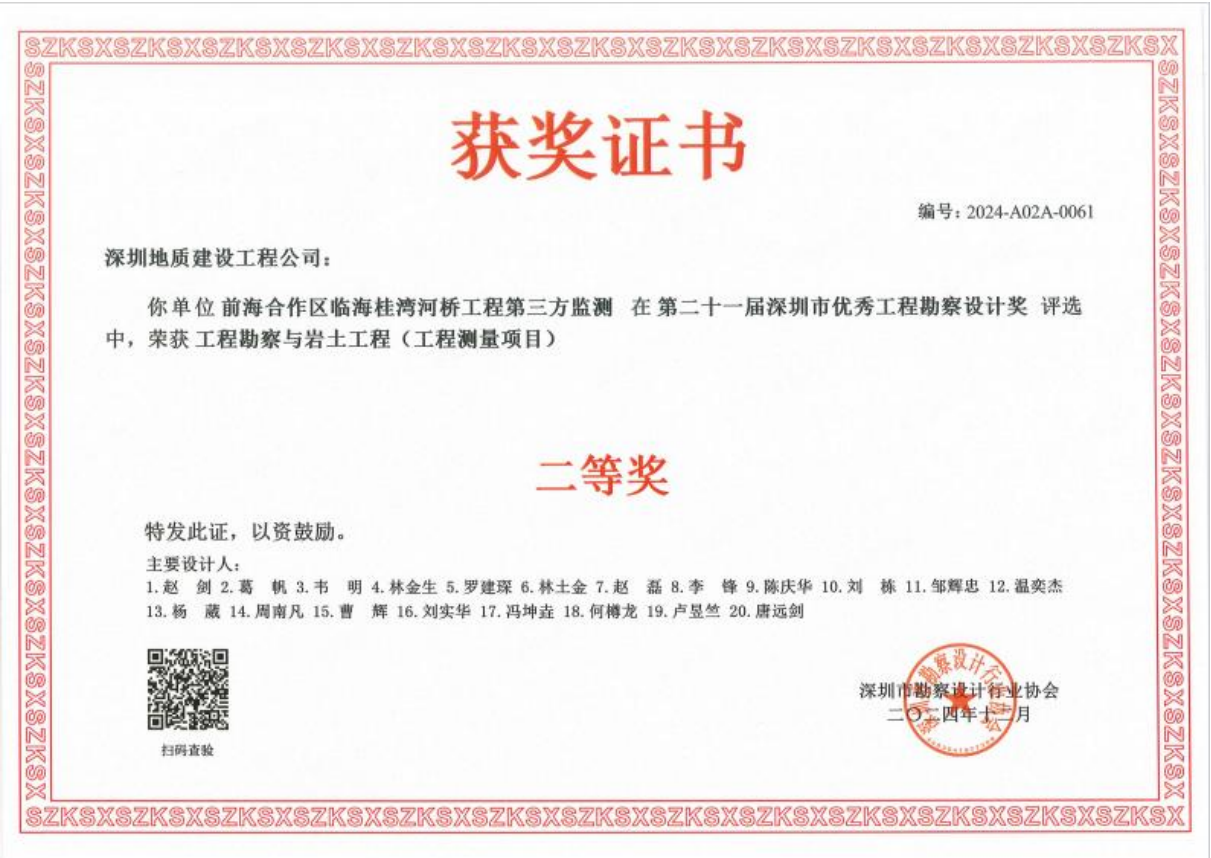 SZKSXSZKSXSZKSXSZKSXSZKSXSZKSXSZKSXSZKSXSZKSX
获奖证书
编号：2024-A02A-0061
深圳地质建设工程公司：
你单位 前海合作区临海桂湾河桥工程第三方监测 在 第二十一届深圳市优秀工程勘察设计奖 评选
中，荣获 工程勘察与岩土工程（工程测量项目）
二等奖
特发此证，以资鼓励。
主要设计人：
1.赵 剑 2.葛 帆 3.韦 明 4.林金生 5.罗建琛 6.林士金 7.赵 磊 8.李 锋 9.陈庆华 10.刘 栋 11.邹辉忠 12.温奕杰
13.杨 葳 14.周南凡 15.曹 辉 16.刘实华 17.冯坤垚 18.何樽龙 19.卢昱竺 20.唐远剑
扫码查验
深圳市勘察设计行业协会
二〇二四年十二月
SZKSXSZKSXSZKSXSZKSXSZKSXSZKSXSZKSXSZKSXSZKSX